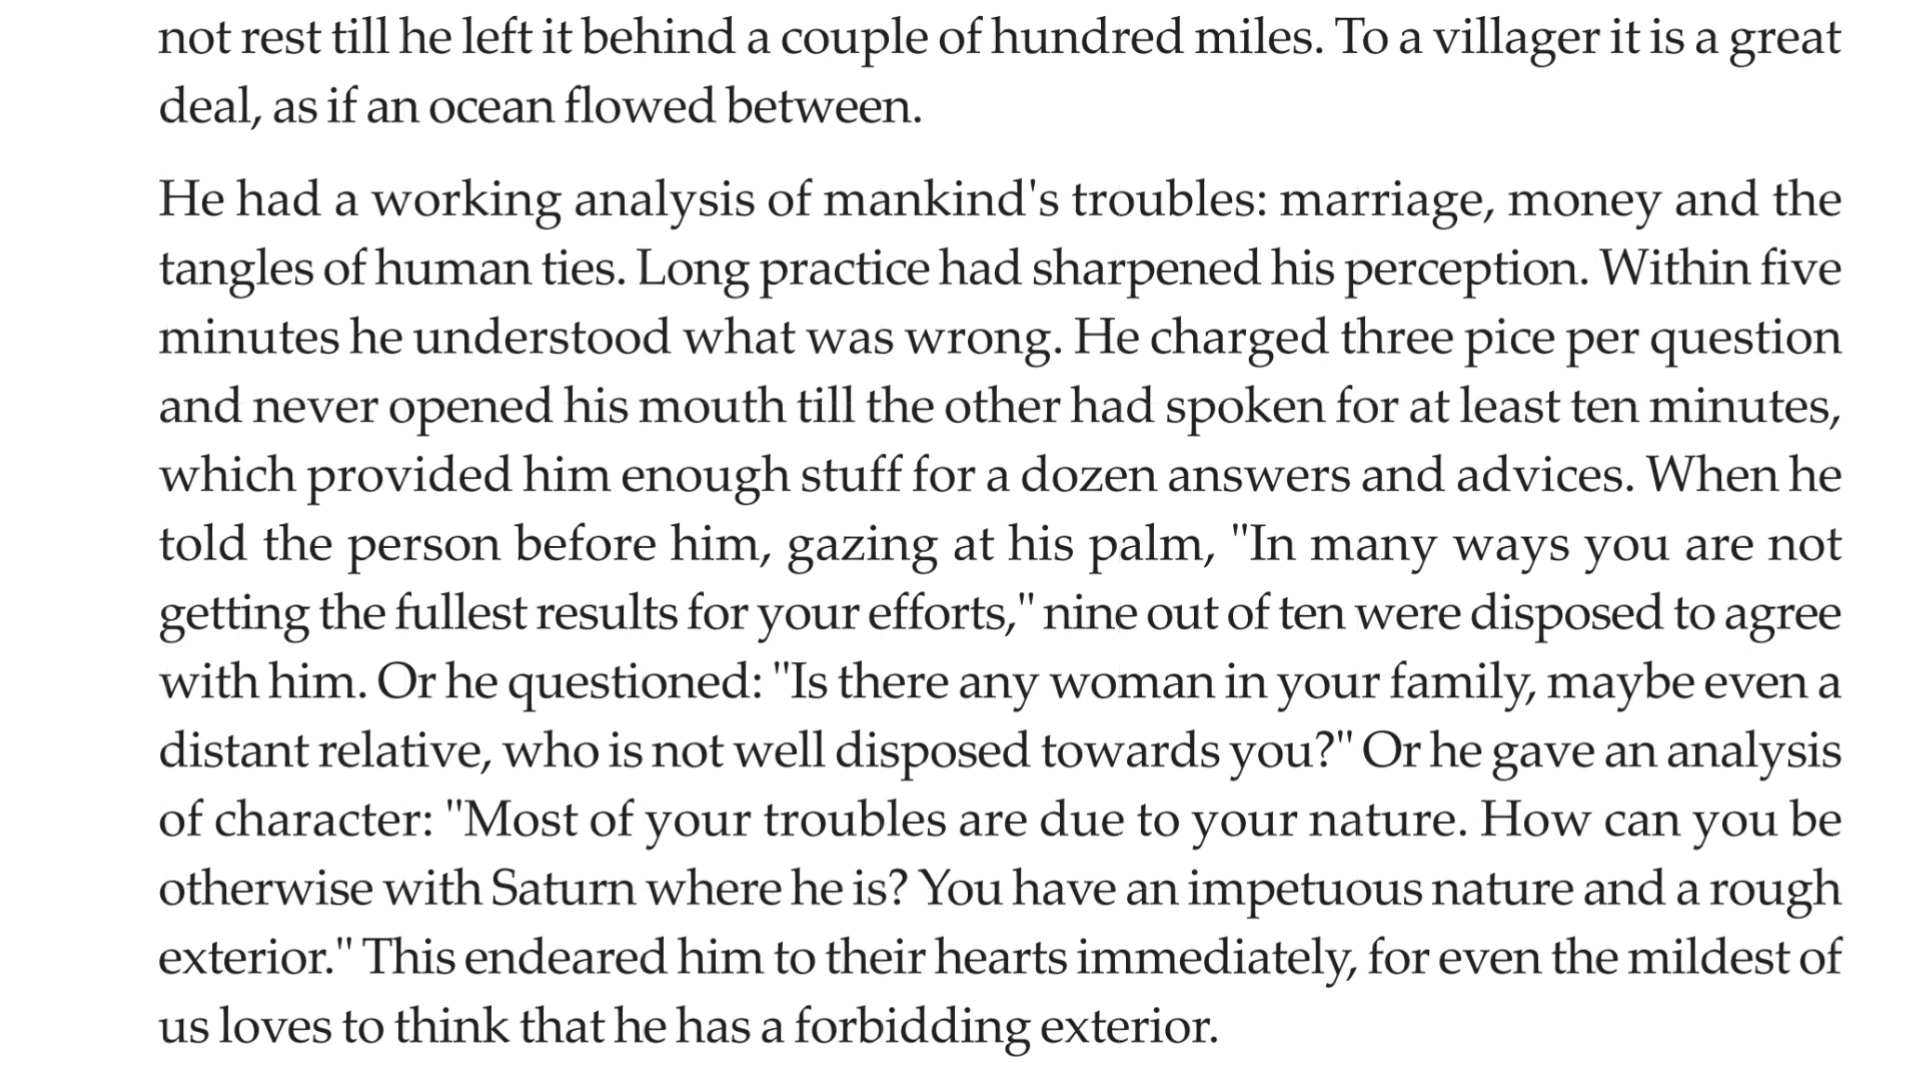 not rest till he left it behind a couple of hundred miles. To a villager it is a great
deal, as if an ocean flowed between.
He had a working analysis of mankind's troubles: marriage, money and the
tangles of human ties. Long practice had sharpened his perception. Within five
minutes he understood what was wrong. He charged three pice per question
and never opened his mouth till the other had spoken for at least ten minutes,
which provided him enough stuff for a dozen answers and advices. When he
told the person before him, gazing at his palm, "In many ways you are not
getting the fullest results for your efforts," nine out of ten were disposed to agree
with him. Or he questioned: "Is there any woman in your family, maybe even a
distant relative, who is not well disposed towards you?" Or he gave an analysis
of character: "Most of your troubles are due to your nature. How can you be
otherwise with Saturn where he is? You have an impetuous nature and a rough
exterior." This endeared him to their hearts immediately, for even the mildest of
us loves to think that he has a forbidding exterior.